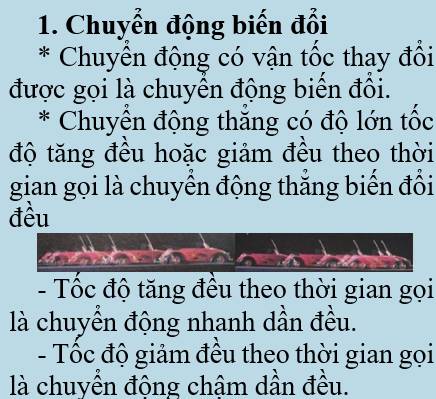 1. Chuyển động biến đổi
* Chuyển động có vận tốc thay đổi
được gọi là chuyển động biến đổi.
* Chuyển động thẳng có độ lớn tốc
độ tăng đều hoặc giảm đều theo thời
gian gọi là chuyển động thẳng biến đổi
đều
- Tốc độ tăng đều theo thời gian gọi
là chuyển động nhanh dần đều.
- Tốc độ giảm đều theo thời gian gọi
là chuyển động chậm dần đều.